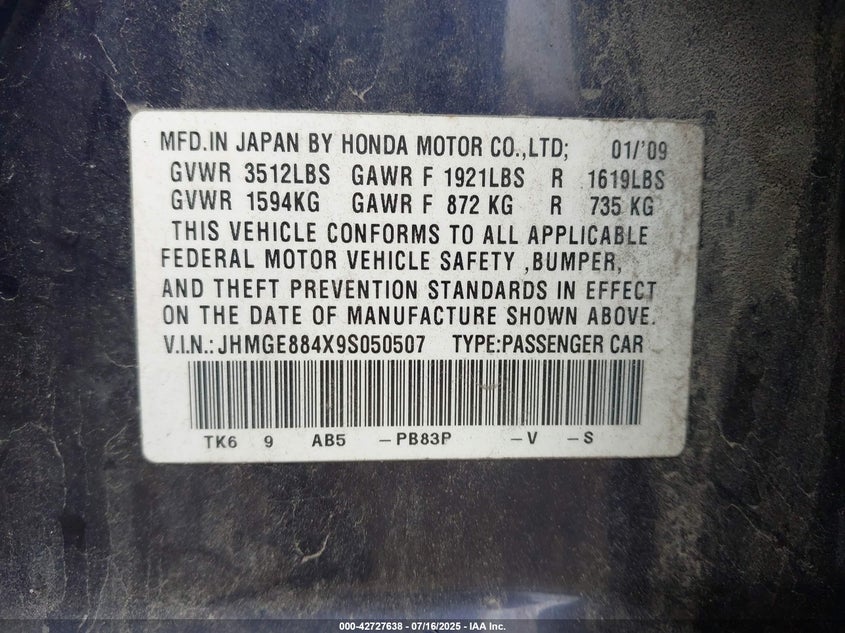 MFD.IN JAPAN BY HONDA MOTOR CO.,LTD; 01/'09
GVWR 3512LBS GAWR F 1921LBS R 1619LBS
GVWR 1594KG GAWR F 872 KG R 735 KG
THIS VEHICLE CONFORMS TO ALL APPLICABLE
FEDERAL MOTOR VEHICLE SAFETY ,BUMPER,
AND THEFT PREVENTION STANDARDS IN EFFECT
ON THE DATE OF MANUFACTURE SHOWN ABOVE.
V.I.N.:JHMGE884X9S050507 TYPE:PASSENGER CAR
TK6 9 AB5 -PB83P -V -S
000-42727638 - 07/16/2025 - IAA Inc.